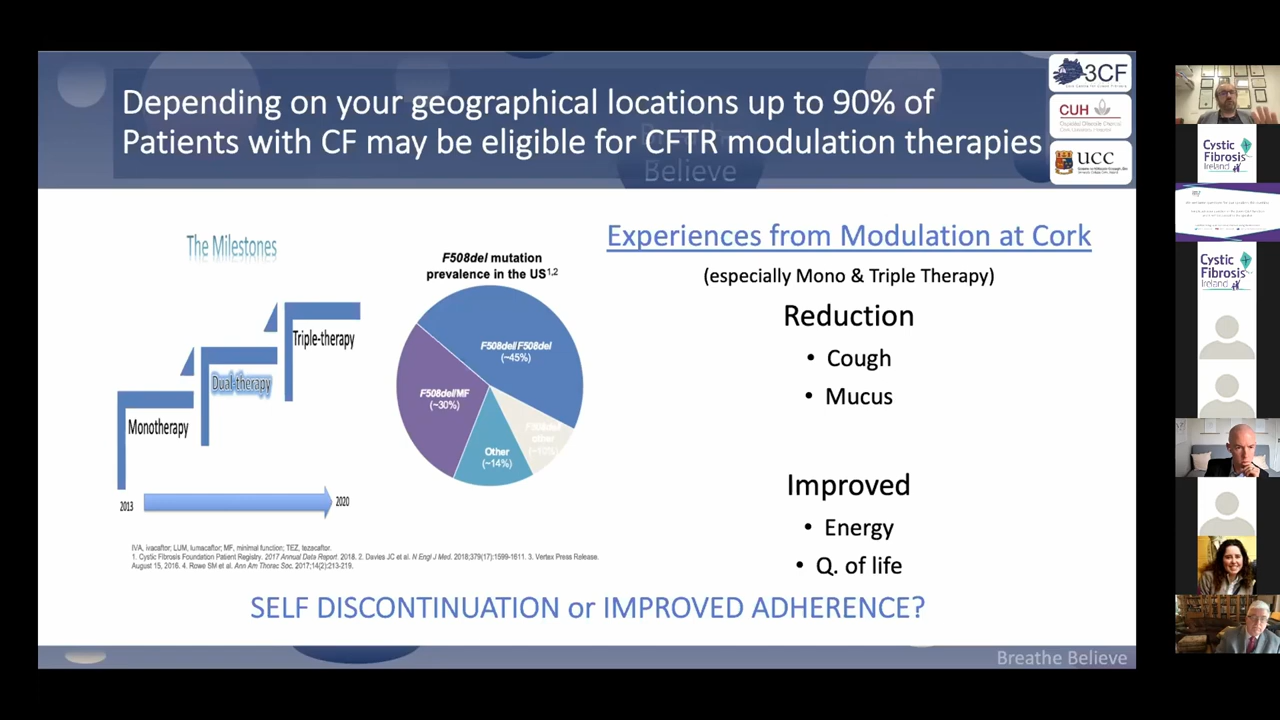 Depending on your geographical locations up to 90% of
Patients with CF may be eligible for CFTR modulation therapies
Believe
3CF
CUH
UCC
The Milestones
Triple-therapy
Dual-therapy
Monotherapy
2013
2020
F508del mutation
prevalence in the US1,2
F508del/F508del
(~45%)
F508del/MF
(~30%)
Other
(~14%)
other
IVA, ivacaftor; LUM, lumacaftor; MF, minimal function; TEZ, tezacaftor.
1. Cystic Fibrosis Foundation Patient Registry. 2017 Annual Data Report. 2018. 2. Davies JC et al. N Engl J Med. 2018;379(17):1599-1611. 3. Vertex Press Release.
August 15, 2016. 4. Rowe SM et al. Ann Am Thorac Soc. 2017;14(2):213-219.
Experiences from Modulation at Cork
(especially Mono & Triple Therapy)
Reduction
• Cough
• Mucus
Improved
• Energy
• Q. of life
SELF DISCONTINUATION or IMPROVED ADHERENCE?
Breathe Believe
Cystic
Fibrosis
Ireland
Cystic
Fibrosis
Ireland